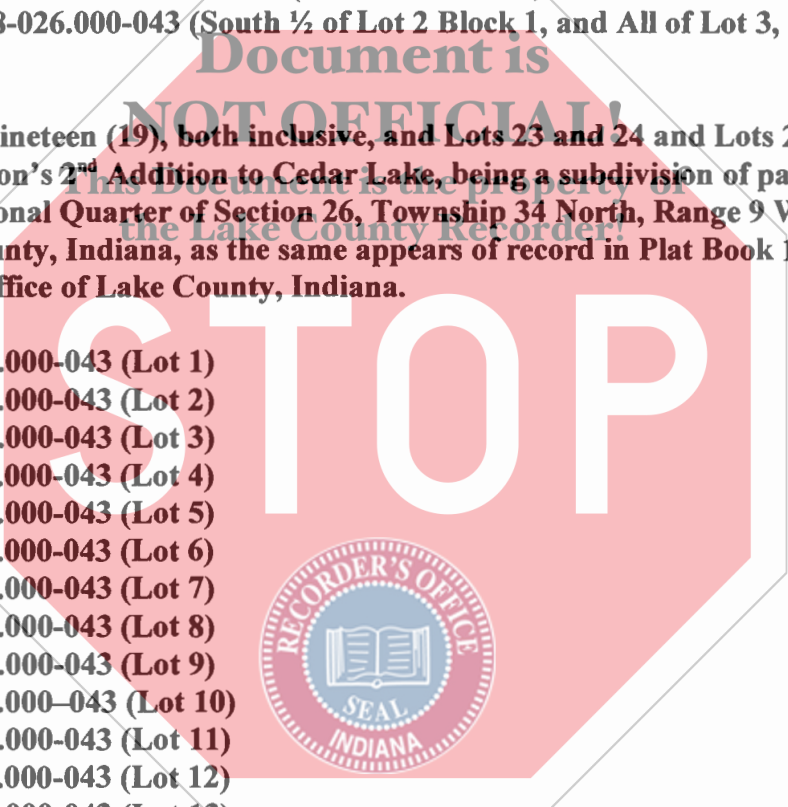 8-026.000-043 (South ½ of Lot 2 Block 1, and All of Lot 3,
Document is
NOT OFFICIAL!
ineteen (19), both inclusive, and Lots 23 and 24 and Lots 2
This Document is the property of
on's 2nd Addition to Cedar Lake, being a subdivision of pa
onal Quarter of Section 26, Township 34 North, Range 9 W
the Lake County Recorder!
unty, Indiana, as the same appears of record in Plat Book 1
ffice of Lake County, Indiana.
STOP
.000-043 (Lot 1)
.000-043 (Lot 2)
.000-043 (Lot 3)
.000-043 (Lot 4)
.000-043 (Lot 5)
.000-043 (Lot 6)
.000-043 (Lot 7)
.000-043 (Lot 8)
.000-043 (Lot 9)
.000–043 (Lot 10)
.000-043 (Lot 11)
.000-043 (Lot 12)
RECORDER'S OFFICE
SEAL
INDIANA